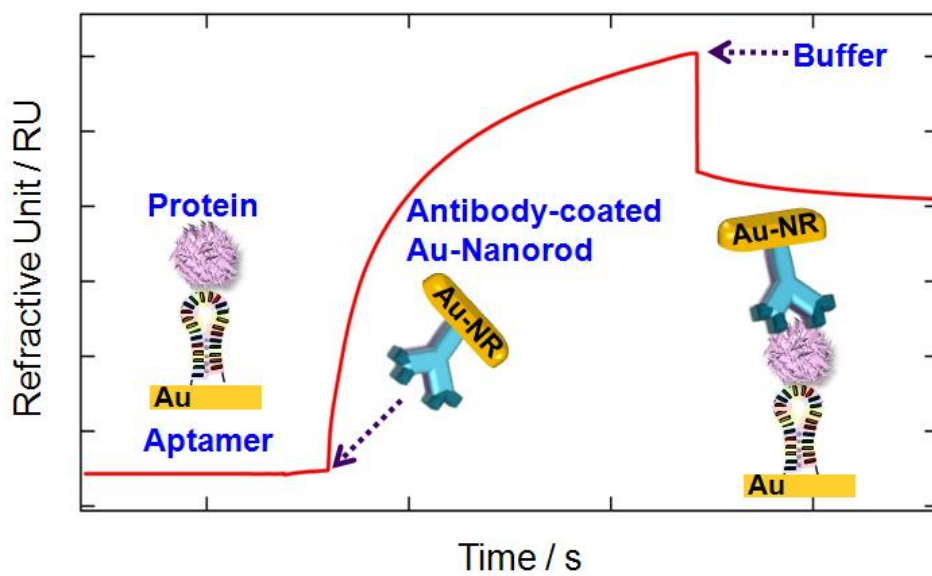 Refractive Unit / RU
Buffer
Protein
Antibody-coated
Au-Nanorod
Au-NR
Au-NR
Au
Aptamer
Au
Time / s